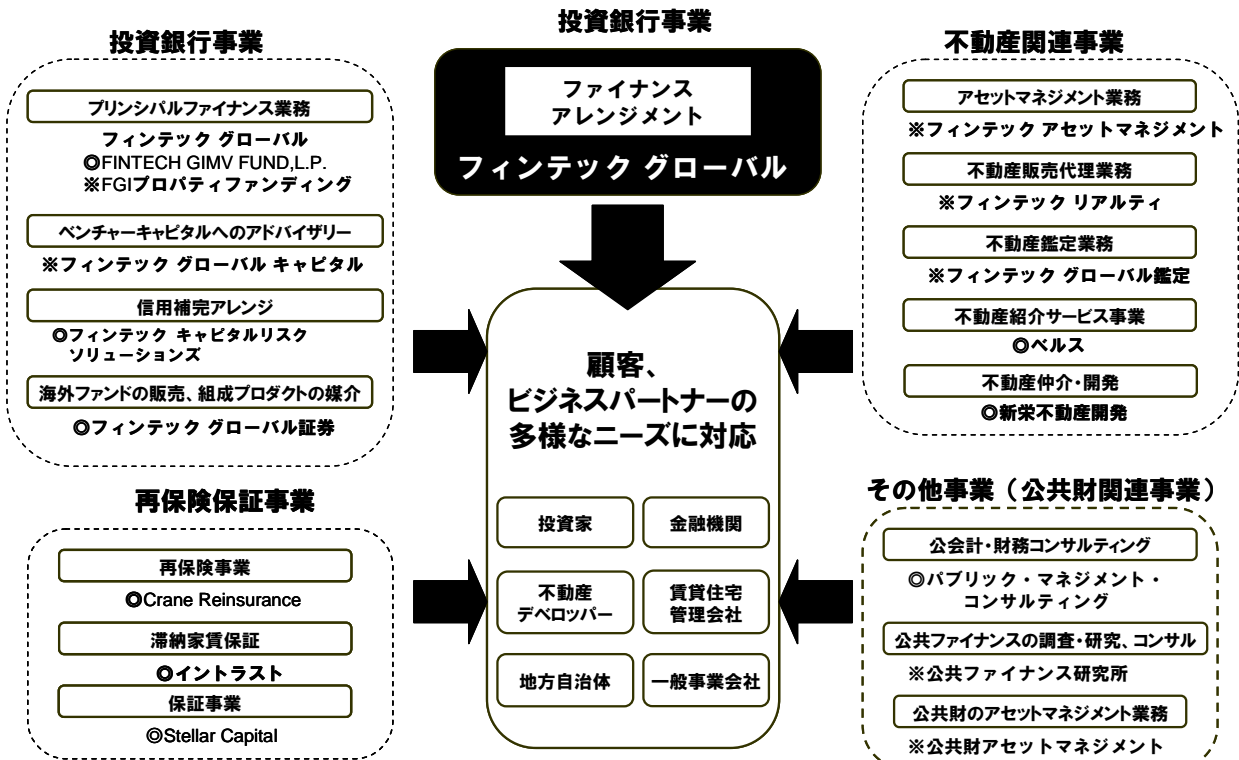 投資銀行事業
ファイナンス
アレンジメント
フィンテック グローバル
投資銀行事業
プリンシパルファイナンス業務
フィンテック グローバル
◎FINTECH GIMV FUND,L.P.
※FGIプロパティファンディング
ベンチャーキャピタルへのアドバイザリー
※フィンテック グローバル キャピタル
信用補完アレンジ
◎フィンテック キャピタルリスク
ソリューションズ
海外ファンドの販売、組成プロダクトの媒介
◎フィンテック グローバル証券
再保険保証事業
再保険事業
◎Crane Reinsurance
滞納家賃保証
◎イントラスト
保証事業
◎Stellar Capital
顧客、
ビジネスパートナーの
多様なニーズに対応
投資家
金融機関
不動産
デベロッパー
賃貸住宅
管理会社
地方自治体
一般事業会社
不動産関連事業
アセットマネジメント業務
※フィンテック アセットマネジメント
不動産販売代理業務
※フィンテック リアルティ
不動産鑑定業務
※フィンテック グローバル鑑定
不動産紹介サービス事業
◎ベルス
不動産仲介・開発
◎新栄不動産開発
その他事業（公共財関連事業）
公会計・財務コンサルティング
◎パブリック・マネジメント・
コンサルティング
公共ファイナンスの調査・研究、コンサル
※公共ファイナンス研究所
公共財のアセットマネジメント業務
※公共財アセットマネジメント